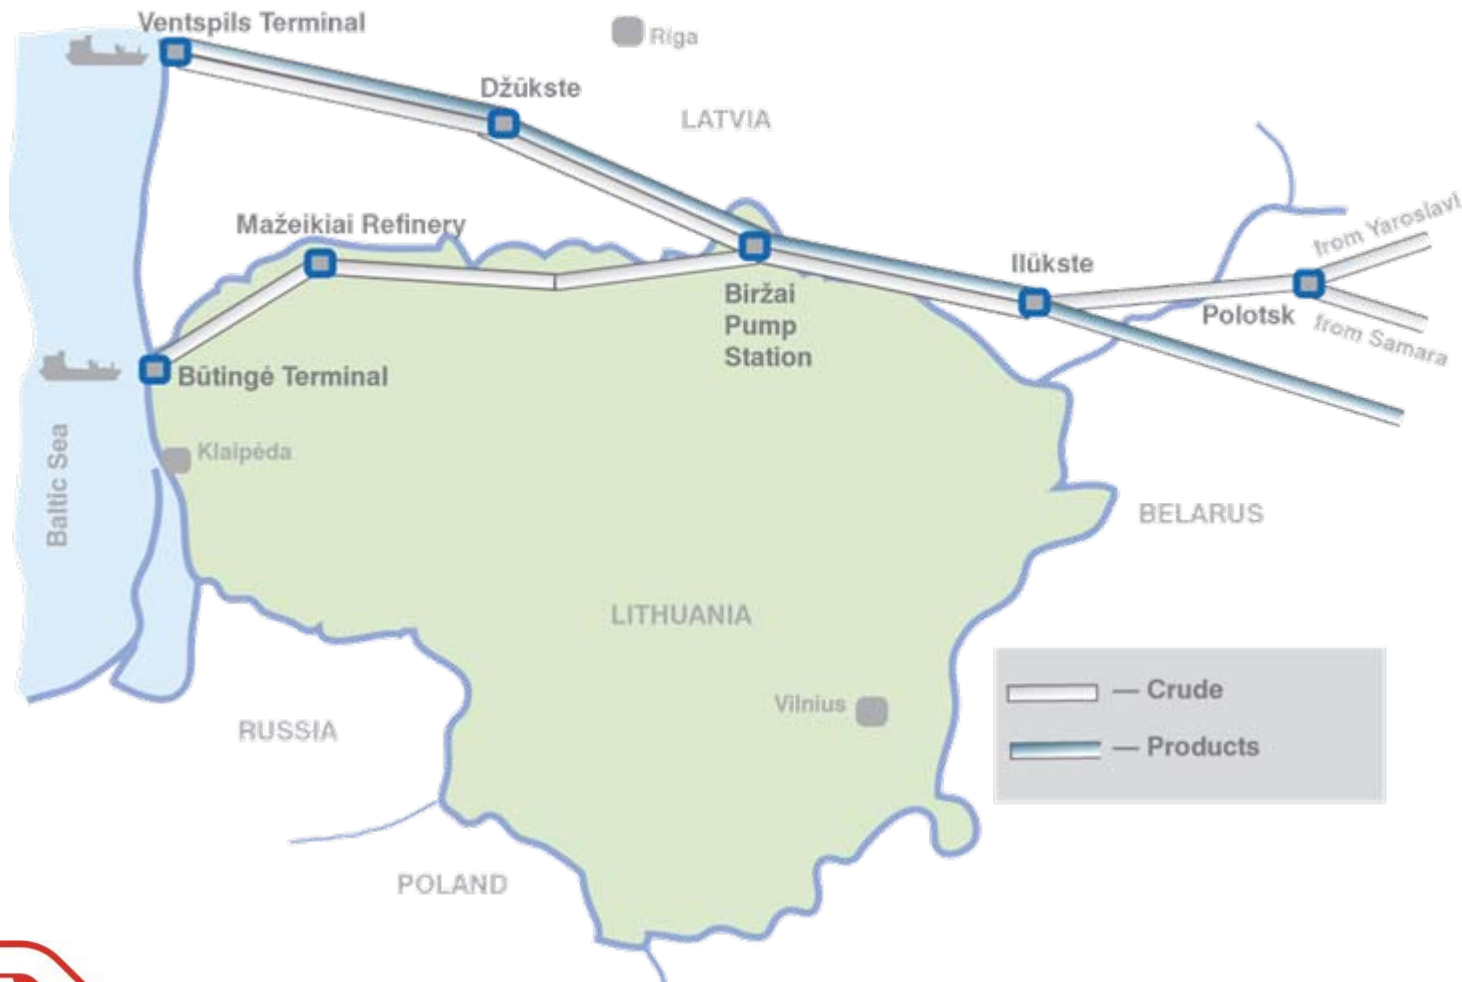 Ventspils Terminal
Riga
Džūkste
LATVIA
Mažeikiai Refinery
from Yaroslavl
Ilūkste
Biržai
Pump
Station
Polotsk
from Samara
Būtingė Terminal
Klaipėda
Baltic Sea
BELARUS
LITHUANIA
— Crude
Vilnius
RUSSIA
— Products
POLAND